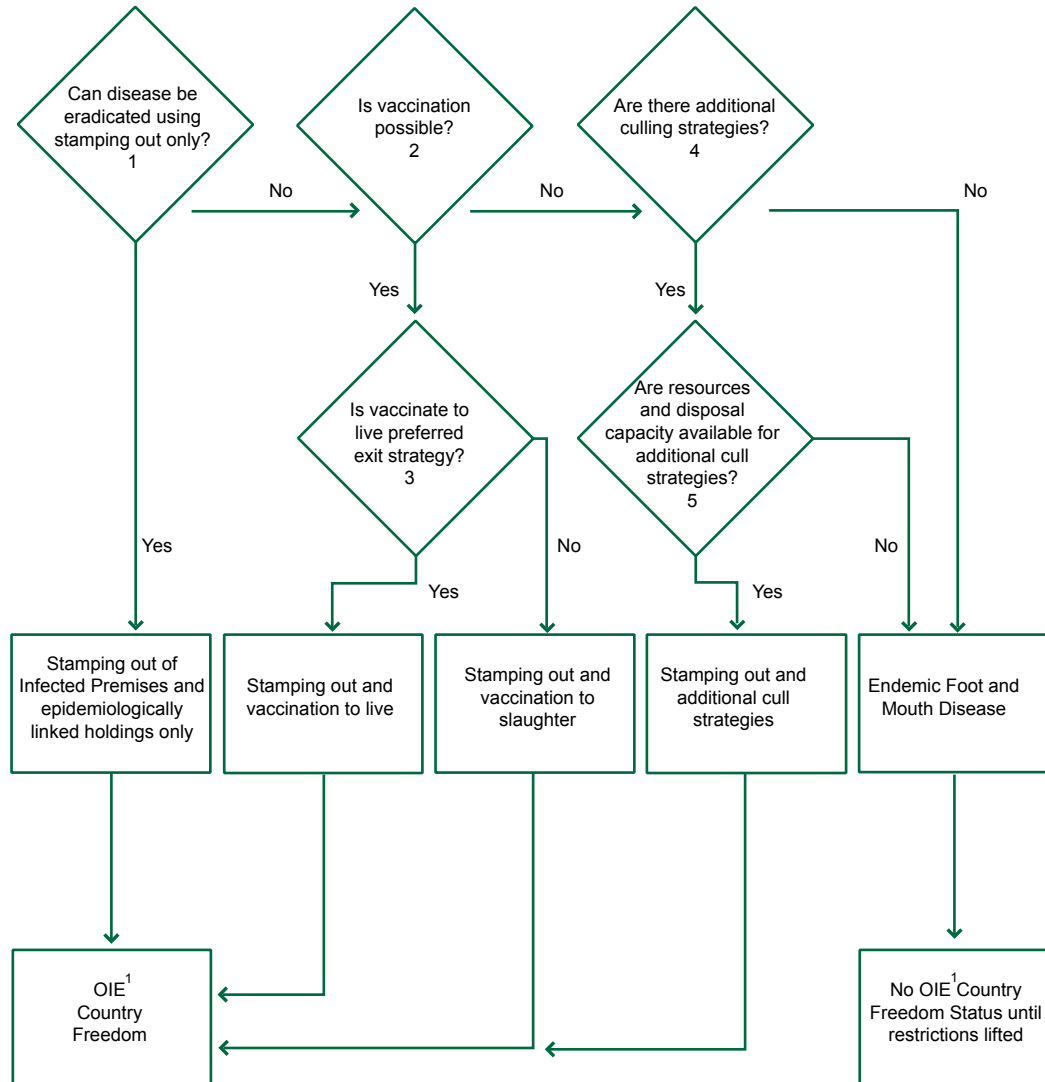 Can disease be
eradicated using
stamping out only?
1
Is vaccination
possible?
2
Are there additional
culling strategies?
4
No
No
No
Yes
Yes
Is vaccinate to
live preferred
exit strategy?
3
Are resources
and disposal
capacity available for
additional cull
strategies?
5
Yes
No
No
Yes
Yes
Stamping out of
Infected Premises and
epidemiologically
linked holdings only
Stamping out and
vaccination to live
Stamping out and
vaccination to
slaughter
Stamping out and
additional cull
strategies
Endemic Foot and
Mouth Disease
OIE¹
Country
Freedom
No OIE¹ Country
Freedom Status until
restrictions lifted